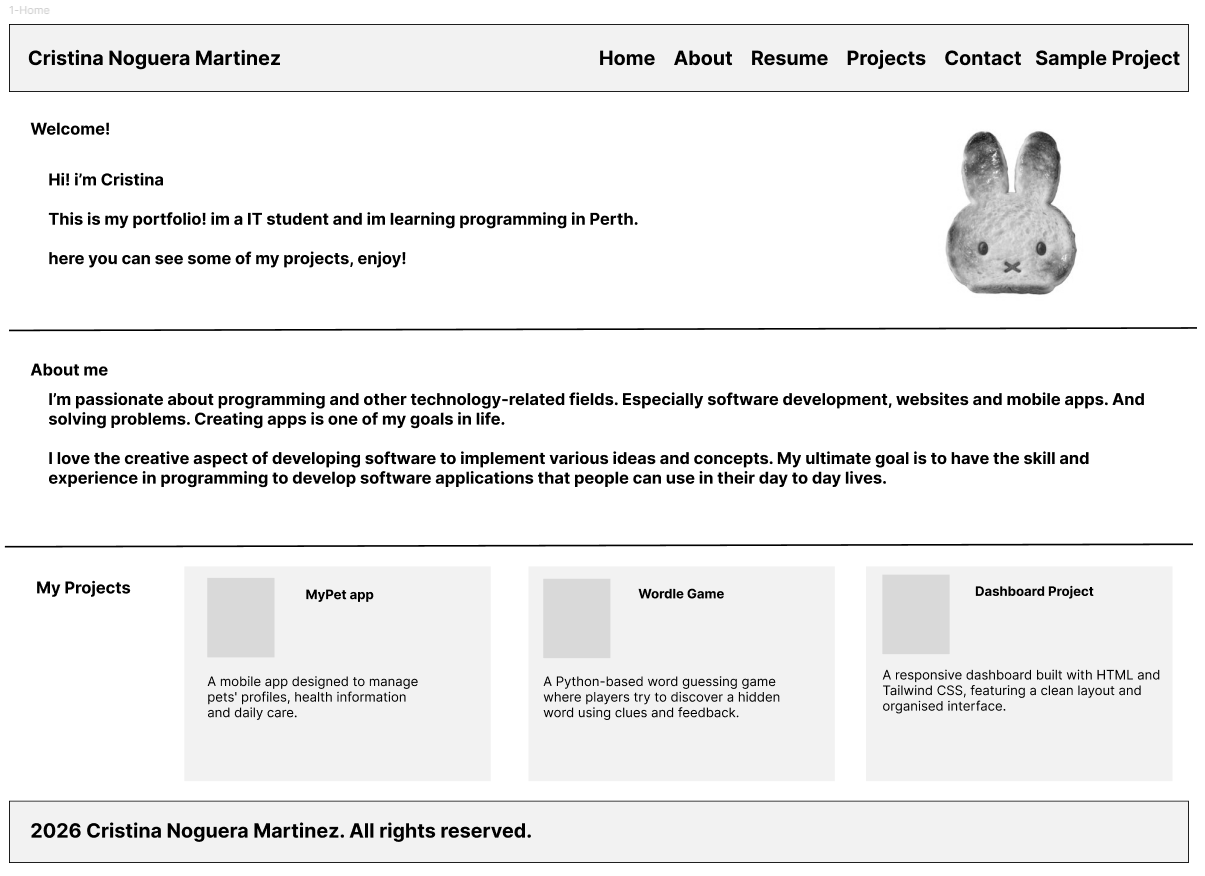 1-Home
Cristina Noguera Martinez
Home About Resume Projects Contact Sample Project
Welcome!
Hi! i’m Cristina
This is my portfolio! im a IT student and im learning programming in Perth.
here you can see some of my projects, enjoy!
About me
I’m passionate about programming and other technology-related fields. Especially software development, websites and mobile apps. And
solving problems. Creating apps is one of my goals in life.
I love the creative aspect of developing software to implement various ideas and concepts. My ultimate goal is to have the skill and
experience in programming to develop software applications that people can use in their day to day lives.
My Projects
MyPet app
A mobile app designed to manage
pets' profiles, health information
and daily care.
Wordle Game
A Python-based word guessing game
where players try to discover a hidden
word using clues and feedback.
Dashboard Project
A responsive dashboard built with HTML and
Tailwind CSS, featuring a clean layout and
organised interface.
2026 Cristina Noguera Martinez. All rights reserved.